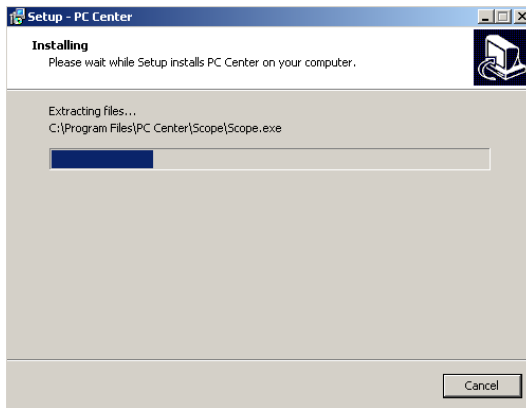 Setup - PC Center
Installing
Please wait while Setup installs PC Center on your computer.
Extracting files...
C:\Program Files\PC Center\Scope\Scope.exe
Cancel